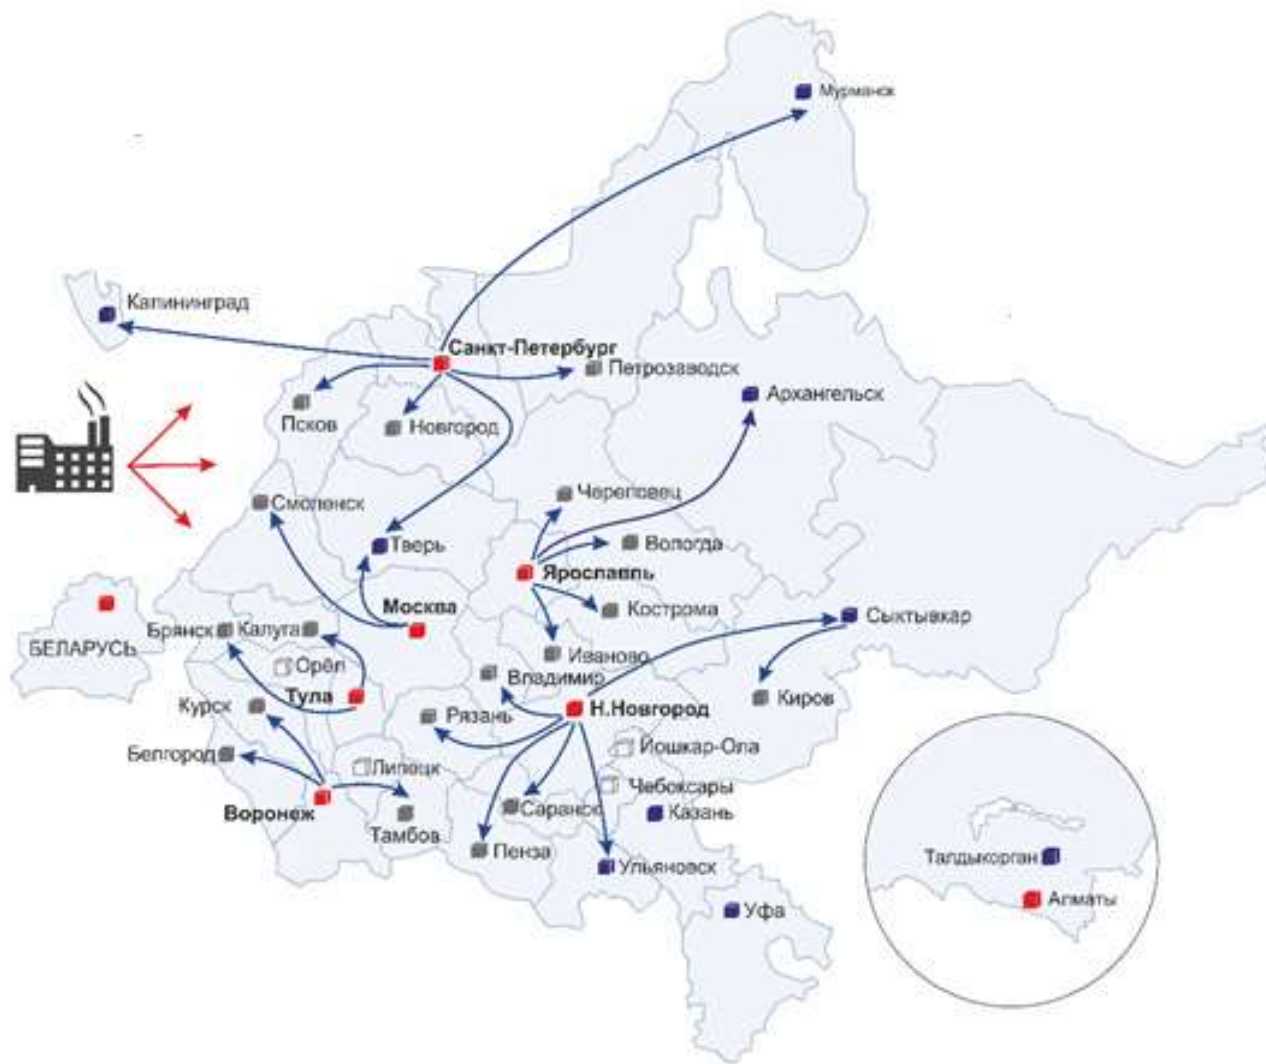 Мурманск
Калининград
Санкт-Петербург
Петрозаводск
Архангельск
Псков
Новгород
Череповец
Смоленск
Тверь
Вологда
Ярославль
Москва
Кострома
Сыктывкар
БЕЛАРУСЬ
Брянск
Калуга
Иваново
Орёл
Владимир
Тула
Киров
Курск
Рязань
Н.Новгород
Йошкар-Ола
Белгород
Липецк
Чебоксары
Воронеж
Саранск
Казань
Тамбов
Пенза
Талдыкорган
Ульяновск
Алматы
Уфа